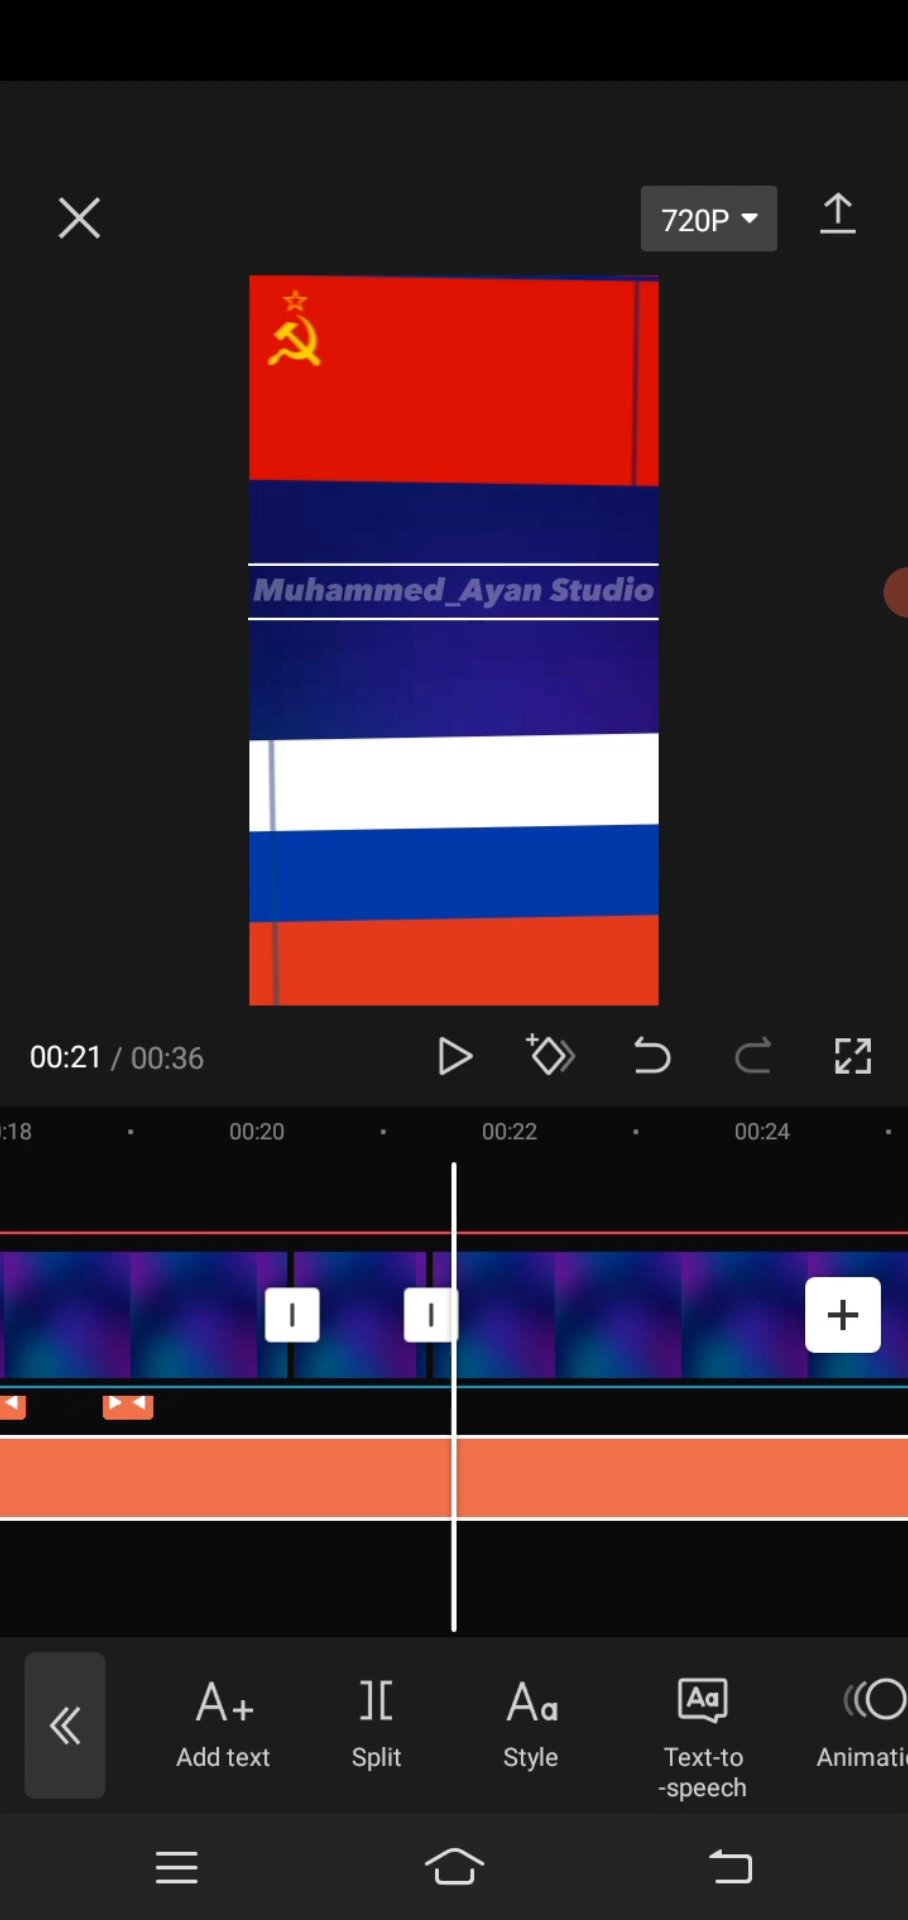 720P
Muhammed_Ayan Studio
00:21 / 00:36
:18 00:20 00:22 00:24
Add text
Split
Style
Aa
Text-to
-speech
Animati